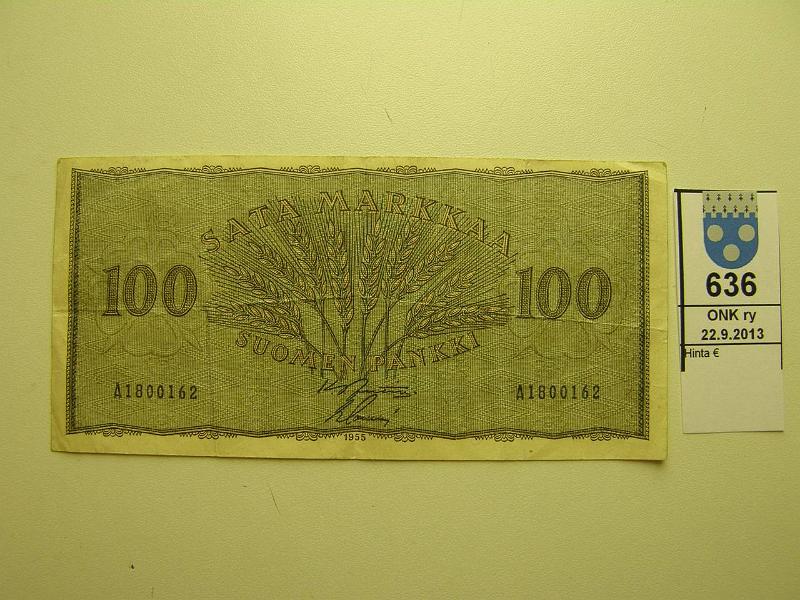 SATA MARKKAA
100 100
SUOMEN PANKKI
A1800162 A1800162
1955
636
ONK ry
22.9.2013
Hinta €